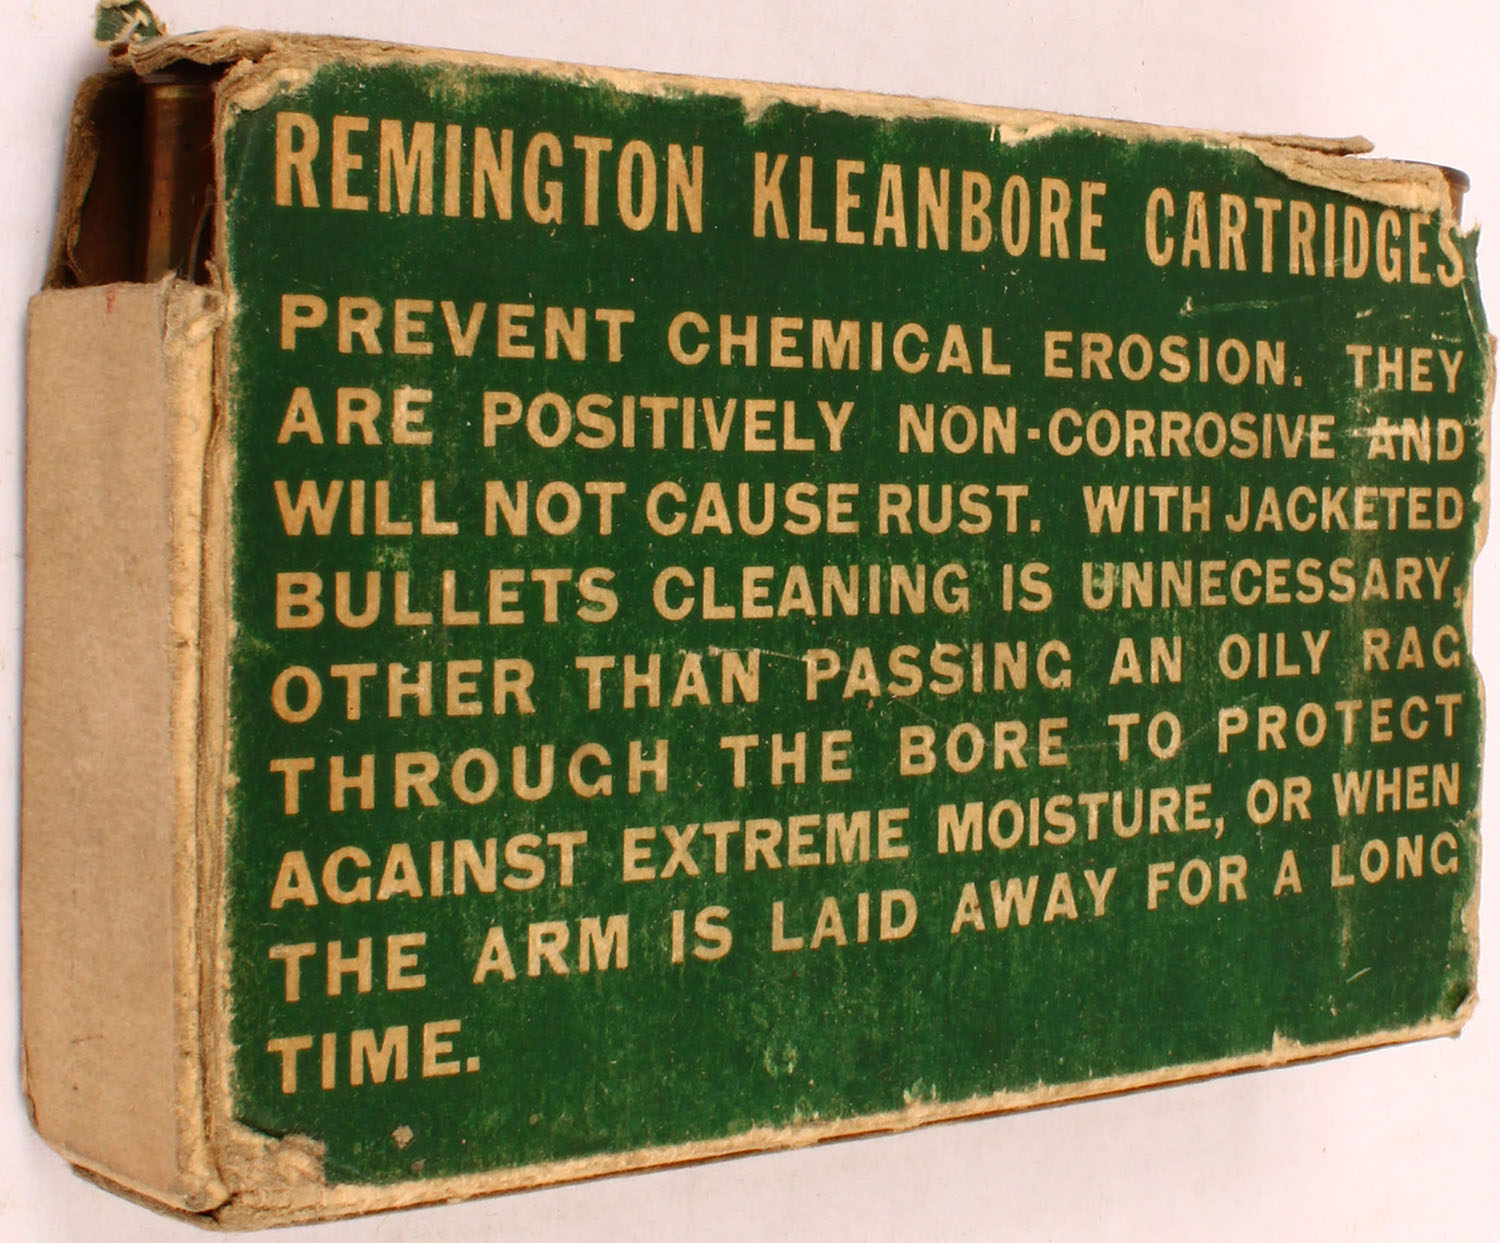 REMINGTON KLEANBORE CARTRIDGES
PREVENT CHEMICAL EROSION. THEY
ARE POSITIVELY NON-CORROSIVE AND
WILL NOT CAUSE RUST. WITH JACKETED
BULLETS CLEANING IS UNNECESSARY,
OTHER THAN PASSING AN OILY RAG
THROUGH THE BORE TO PROTECT
AGAINST EXTREME MOISTURE, OR WHEN
THE ARM IS LAID AWAY FOR A LONG
TIME.